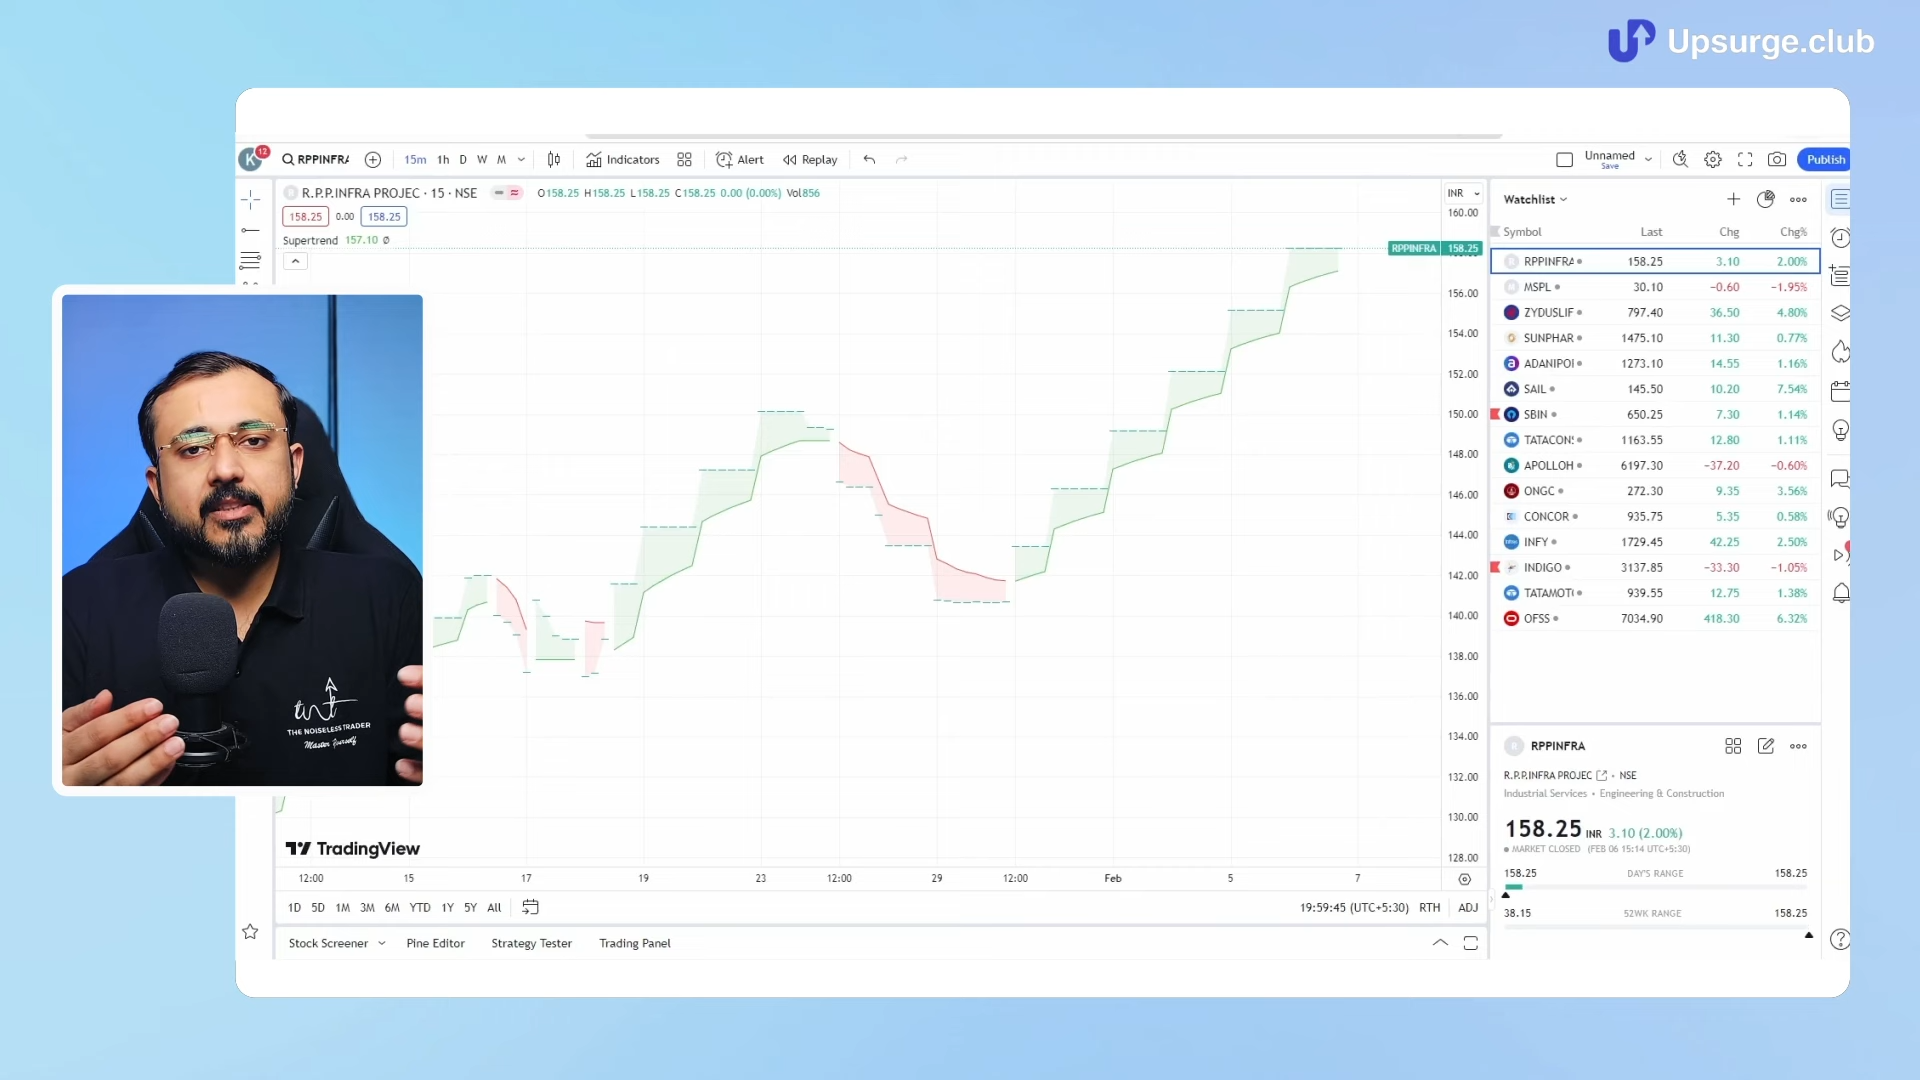 Upsurge.club
K
12
RPPINFRA
15m 1h D W M
Indicators
Alert
Replay
Unnamed
Save
Publish
R.P.P.INFRA PROJEC · 15 · NSE
O158.25 H158.25 L158.25 C158.25 0.00 (0.00%) Vol856
158.25 0.00 158.25
Supertrend 157.10 Ø
INR
160.00
RPPINFRA 158.25
156.00
154.00
152.00
150.00
148.00
146.00
144.00
142.00
140.00
138.00
136.00
134.00
132.00
130.00
128.00
tnt
THE NOISELESS TRADER
Master Yourself
TradingView
12:00 15 17 19 23 12:00 29 12:00 Feb 5 7
1D 5D 1M 3M 6M YTD 1Y 5Y All
19:59:45 (UTC+5:30) RTH ADJ
Stock Screener Pine Editor Strategy Tester Trading Panel
Watchlist
Symbol Last Chg Chg%
RPPINFRA 158.25 3.10 2.00%
MSPL 30.10 −0.60 −1.95%
ZYDUSLIF 797.40 36.50 4.80%
SUNPHAR 1475.10 11.30 0.77%
ADANIPOI 1273.10 14.55 1.16%
SAIL 145.50 10.20 7.54%
SBIN 650.25 7.30 1.14%
TATACON 1163.55 12.80 1.11%
APOLLOH 6197.30 −37.20 −0.60%
ONGC 272.30 9.35 3.56%
CONCOR 935.75 5.35 0.58%
INFY 1729.45 42.25 2.50%
INDIGO 3137.85 −33.30 −1.05%
TATAMOT 939.55 12.75 1.38%
OFSS 7034.90 418.30 6.32%
RPPINFRA
R.P.P.INFRA PROJEC • NSE
Industrial Services • Engineering & Construction
158.25 INR 3.10 (2.00%)
MARKET CLOSED (FEB 06 15:14 UTC+5:30)
158.25 DAY'S RANGE 158.25
38.15 52WK RANGE 158.25